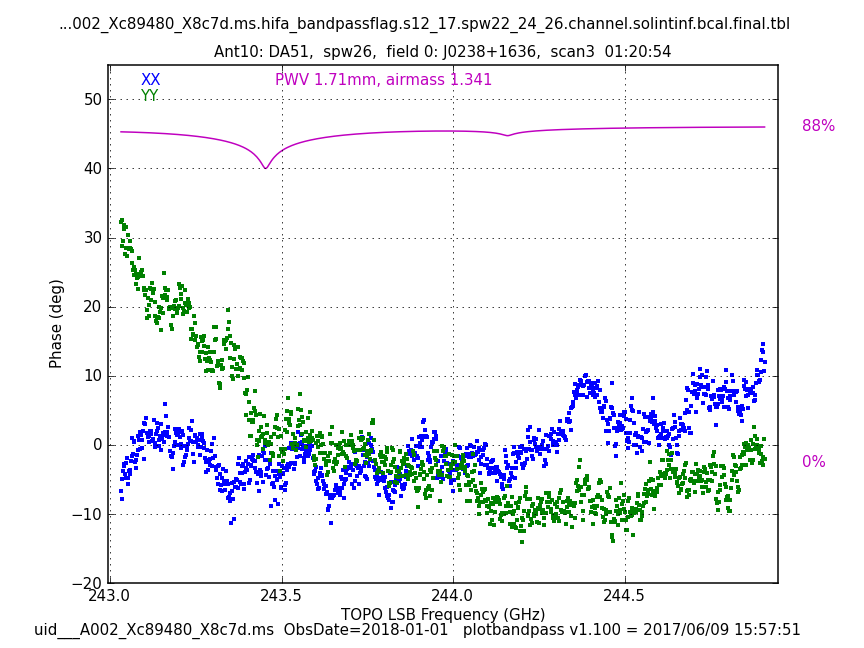 ...002_Xc89480_X8c7d.ms.hifa_bandpassflag.s12_17.spw22_24_26.channel.solintinf.bcal.final.tbl
Ant10: DA51,  spw26,  field 0: J0238+1636,  scan3  01:20:54
XX
YY
PWV 1.71mm, airmass 1.341
88%
0%
50
40
30
20
10
0
−10
−20
Phase (deg)
243.0 243.5 244.0 244.5
TOPO LSB Frequency (GHz)
uid___A002_Xc89480_X8c7d.ms  ObsDate=2018-01-01   plotbandpass v1.100 = 2017/06/09 15:57:51